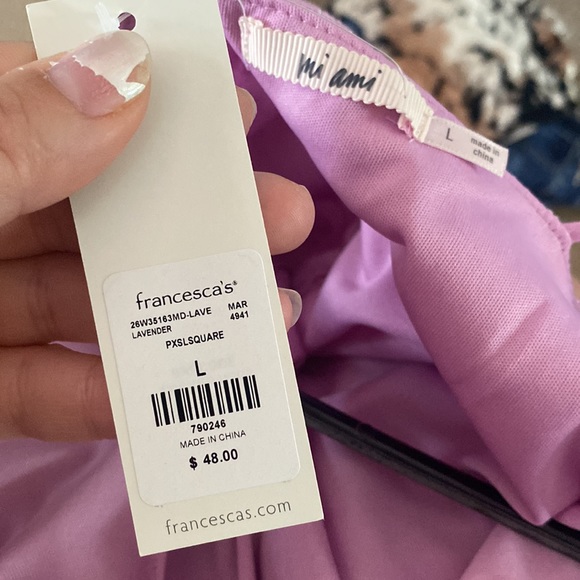 francesca's®
26W35163MD-LAVE MAR
LAVENDER 4941
PXSLSQUARE
L
790246
MADE IN CHINA
$ 48.00
francescas.com
mi ami
L
made in
china